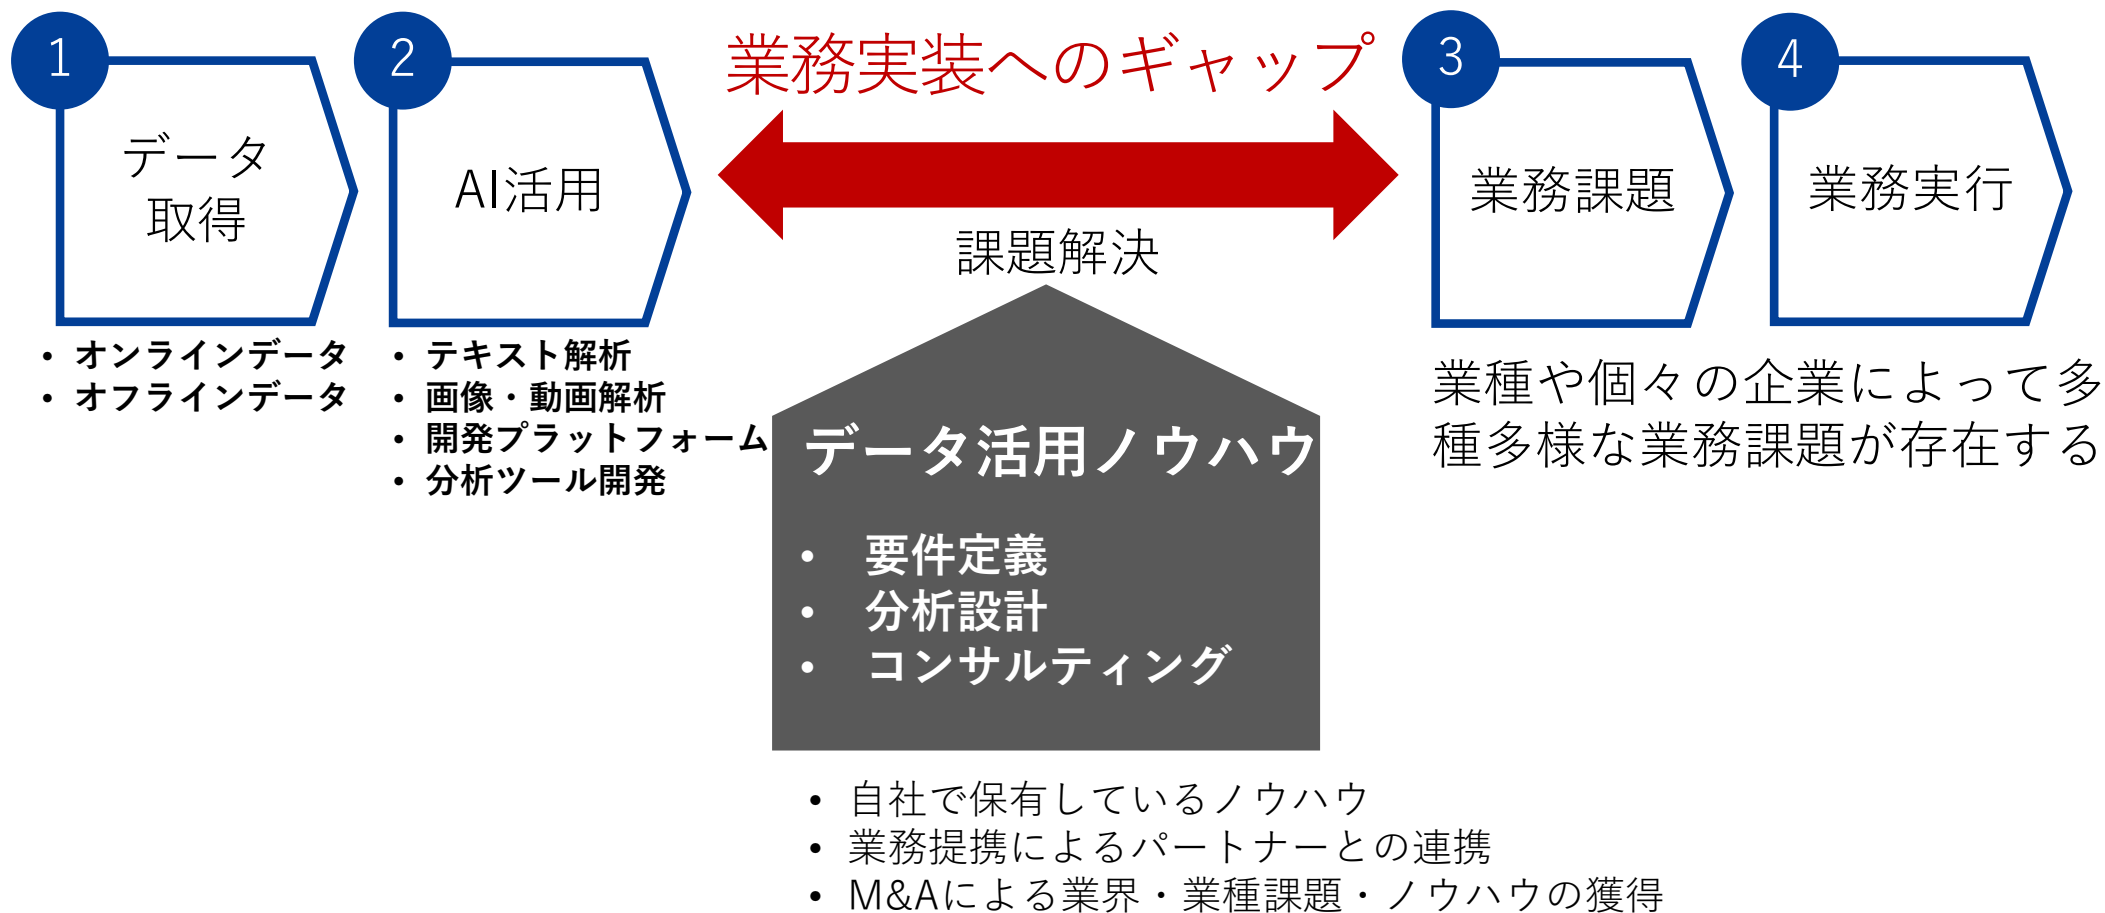 1
データ
取得
• オンラインデータ
• オフラインデータ
2
AI活用
• テキスト解析
• 画像・動画解析
• 開発プラットフォーム
• 分析ツール開発
業務実装へのギャップ
課題解決
データ活用ノウハウ
• 要件定義
• 分析設計
• コンサルティング
• 自社で保有しているノウハウ
• 業務提携によるパートナーとの連携
• M&Aによる業界・業種課題・ノウハウの獲得
3
業務課題
4
業務実行
業種や個々の企業によって多
種多様な業務課題が存在する